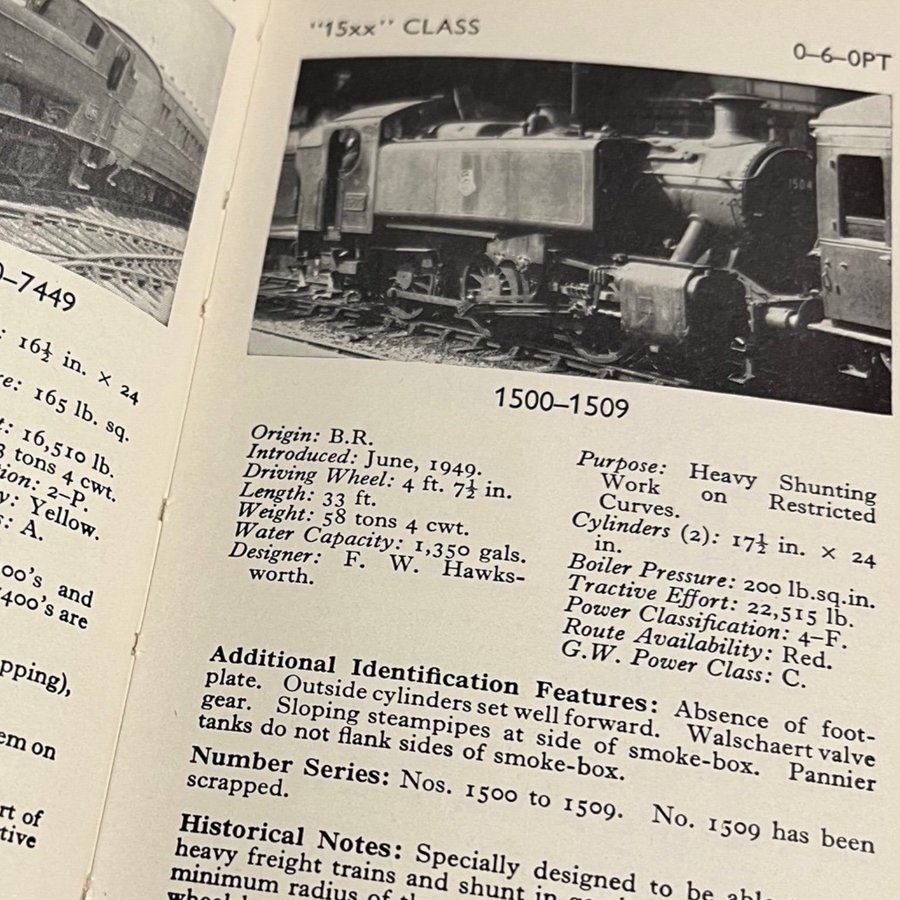 0–7449
16½ in. × 24
165 lb. sq.
16,510 lb.
tons 4 cwt.
2–P.
Yellow.
A.
00's and
400's are
"15xx" CLASS
0–6–0PT
1504
1500–1509
Origin: B.R.
Introduced: June, 1949.
Driving Wheel: 4 ft. 7½ in.
Length: 33 ft.
Weight: 58 tons 4 cwt.
Water Capacity: 1,350 gals.
Designer: F. W. Hawks-
worth.
Purpose: Heavy Shunting
Work on Restricted
Curves.
Cylinders (2): 17½ in. × 24
in.
Boiler Pressure: 200 lb.sq.in.
Tractive Effort: 22,515 lb.
Power Classification: 4–F.
Route Availability: Red.
G.W. Power Class: C.
Additional Identification Features: Absence of foot-
plate. Outside cylinders set well forward. Walschaert valve
gear. Sloping steampipes at side of smoke-box. Pannier
tanks do not flank sides of smoke-box.
Number Series: Nos. 1500 to 1509. No. 1509 has been
scrapped.
Historical Notes: Specially designed to be able
heavy freight trains and shunt in
minimum radius of